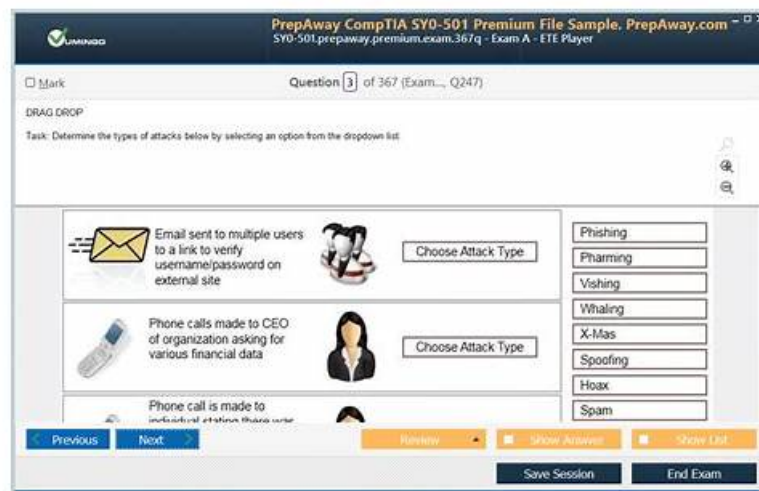 VUMINGO
PrepAway CompTIA SY0-501 Premium File Sample. PrepAway.com
SY0-501.prepaway.premium.exam.367q - Exam A - ETE Player
Mark
Question 3 of 367 (Exam..., Q247)
DRAG DROP
Task: Determine the types of attacks below by selecting an option from the dropdown list
Email sent to multiple users
to a link to verify
username/password on
external site
Choose Attack Type
Phone calls made to CEO
of organization asking for
various financial data
Choose Attack Type
Phone call is made to
individual stating there was
Phishing
Pharming
Vishing
Whaling
X-Mas
Spoofing
Hoax
Spam
Previous
Next
Review
Show Answer
Show List
Save Session
End Exam